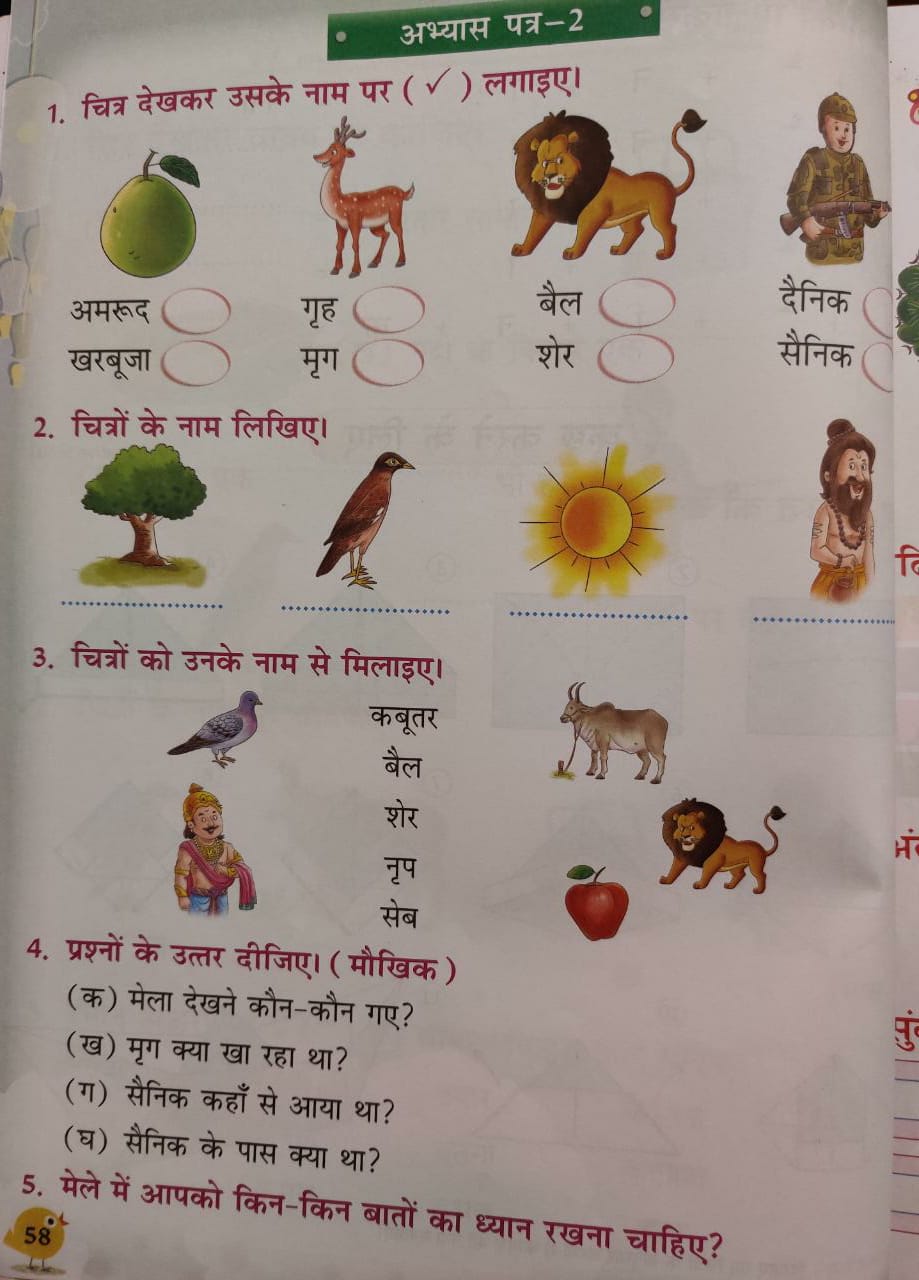 अभ्यास पत्र–2
1. चित्र देखकर उसके नाम पर ( ✓ ) लगाइए।
अमरूद गृह बैल दैनिक
खरबूजा मृग शेर सैनिक
2. चित्रों के नाम लिखिए।
3. चित्रों को उनके नाम से मिलाइए।
कबूतर
बैल
शेर
नृप
सेब
4. प्रश्नों के उत्तर दीजिए। ( मौखिक )
(क) मेला देखने कौन-कौन गए?
(ख) मृग क्या खा रहा था?
(ग) सैनिक कहाँ से आया था?
(घ) सैनिक के पास क्या था?
5. मेले में आपको किन-किन बातों का ध्यान रखना चाहिए?
58